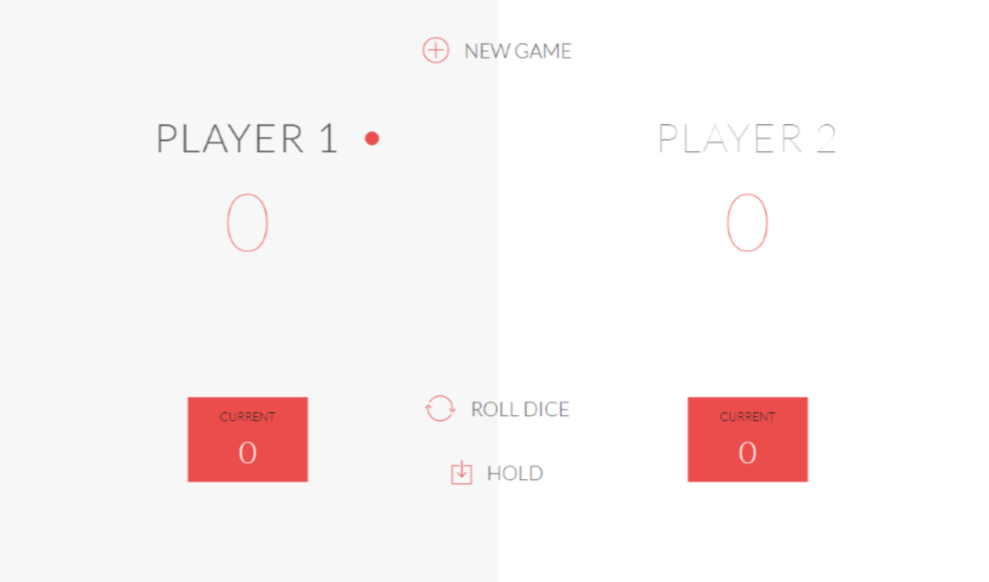 NEW GAME
PLAYER 1
PLAYER 2
0
0
CURRENT
0
ROLL DICE
HOLD
CURRENT
0